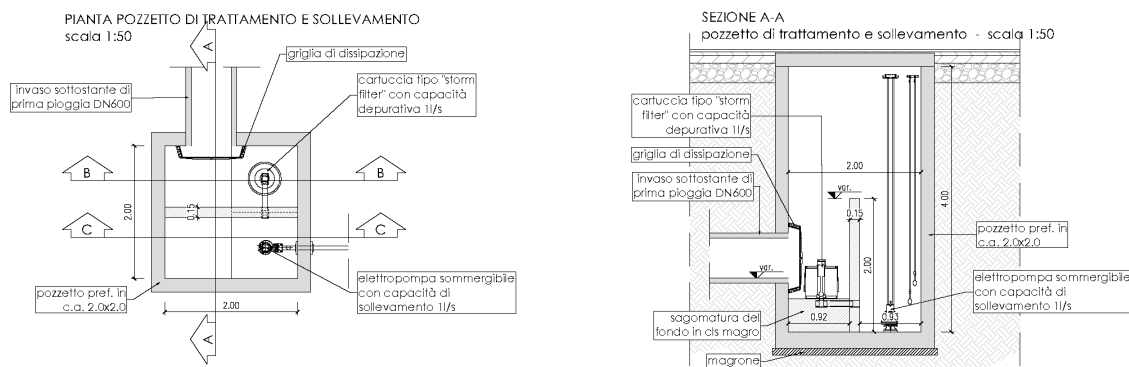 PIANTA POZZETTO DI TRATTAMENTO E SOLLEVAMENTO
scala 1:50
A
griglia di dissipazione
invaso sottostante di
prima pioggia DN600
cartuccia tipo "storm
filter" con capacità
depurativa 1l/s
B
B
2.00
0.15
C
C
pozzetto pref. in
c.a. 2.0x2.0
2.00
elettropompa sommergibile
con capacità di
sollevamento 1l/s
A
SEZIONE A-A
pozzetto di trattamento e sollevamento - scala 1:50
cartuccia tipo "storm
filter" con capacità
depurativa 1l/s
griglia di dissipazione
invaso sottostante di
prima pioggia DN600
2.00
var.
0.15
4.00
pozzetto pref. in
c.a. 2.0x2.0
var.
2.00
elettropompa sommergibile
con capacità di
sollevamento 1l/s
sagomatura del
fondo in cls magro
0.92
0.93
magrone